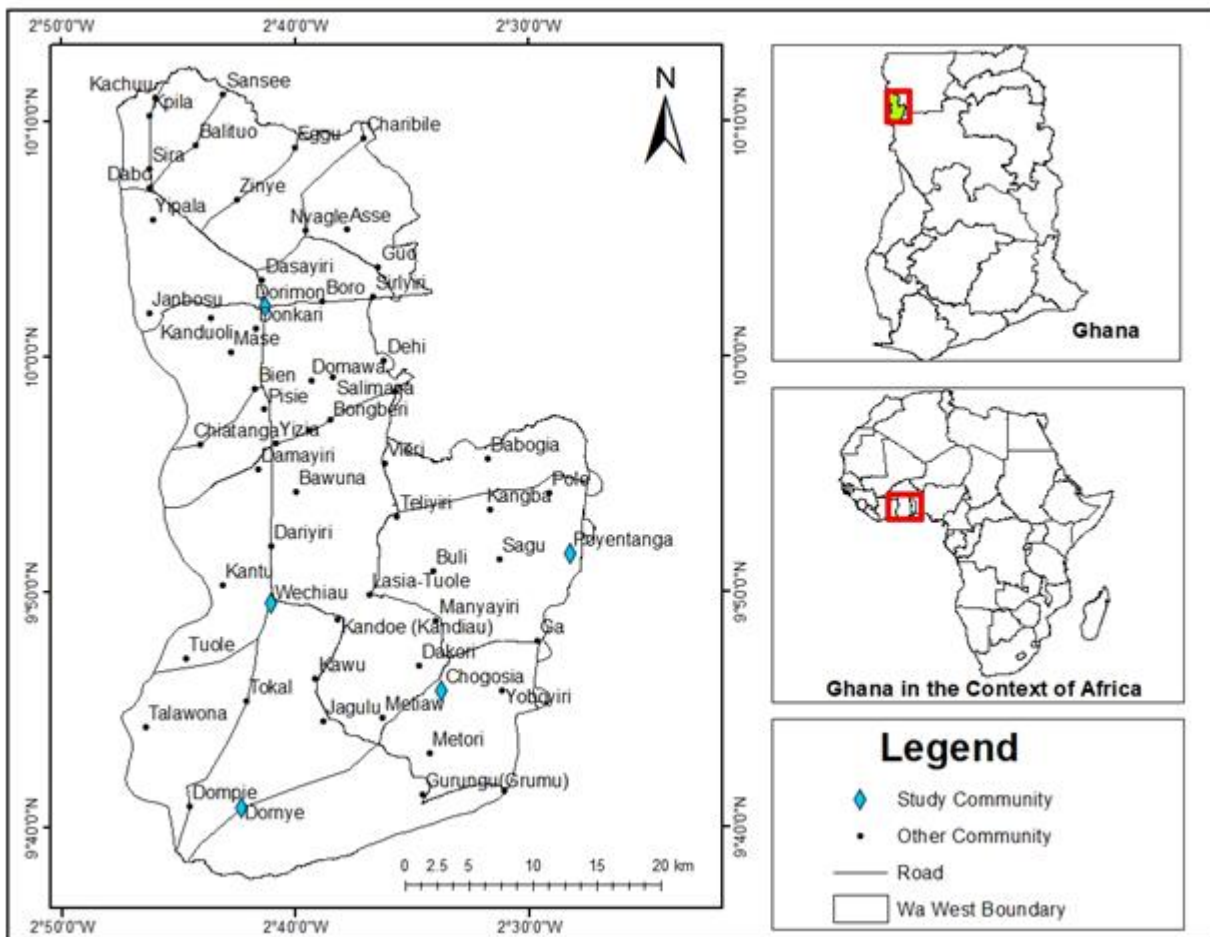 2°50'0"W 2°40'0"W 2°30'0"W
N
10°10'0"N
10°10'0"N
10°0'0"N
10°0'0"N
9°50'0"N
9°50'0"N
9°40'0"N
9°40'0"N
Kachuu
Kpila
Sansee
Balituo
Eggu
Charibile
Sira
Dabo
Zinye
Yipala
Nyagle
Asse
Guo
Dasayiri
Dorimon
Boro
Sirlyiri
Janbosu
Donkari
Kanduoli
Mase
Dehi
Bien
Domawa
Salimana
Pisie
Bongberi
Chiatanga
Yizia
Damayiri
Vieri
Babogia
Bawuna
Polo
Kangba
Teliyiri
Dariyiri
Poyentanga
Sagu
Buli
Kantu
Wechiau
Lasia-Tuole
Manyayiri
Kandoe (Kandiau)
Ga
Tuole
Dakori
Kawu
Chogosia
Tokal
Talawona
Jagulu
Metiaw
Metori
Gurungu(Grumu)
Dompie
Dornye
0 2.5 5 10 15 20 km
2°50'0"W 2°40'0"W 2°30'0"W
Ghana
Ghana in the Context of Africa
Legend
Study Community
Other Community
Road
Wa West Boundary